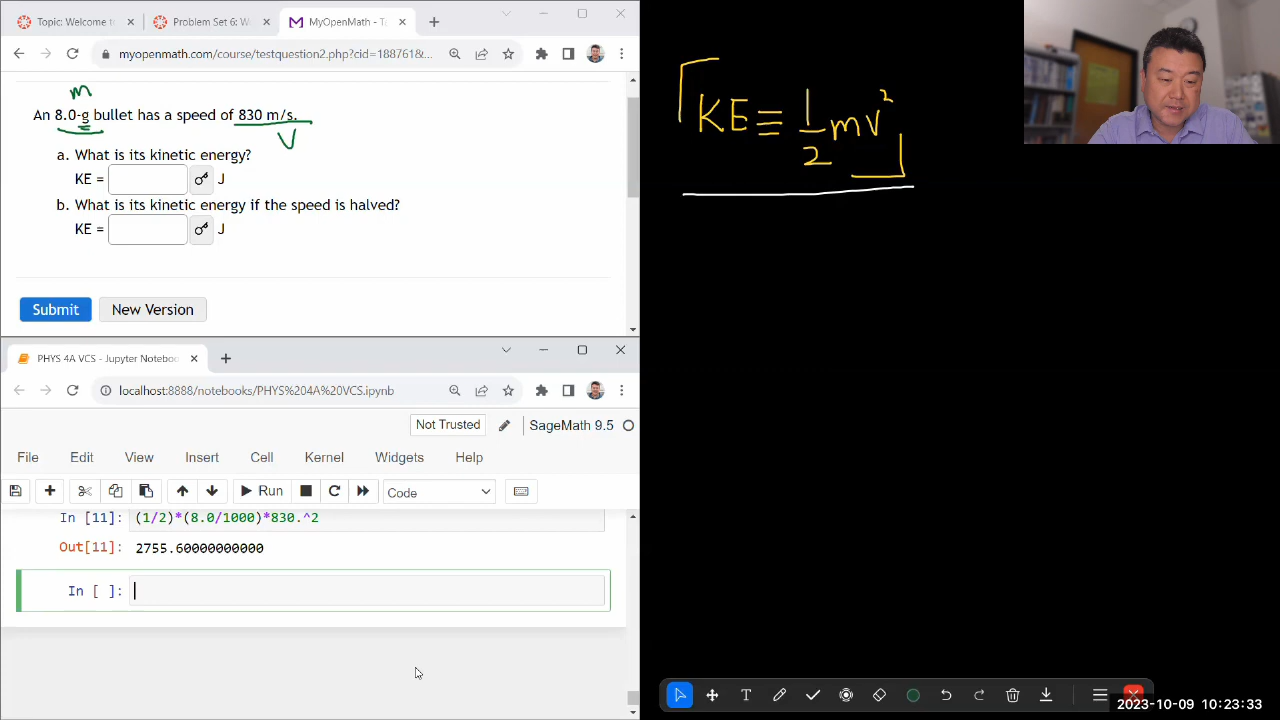 Topic: Welcome t
Problem Set 6: W
MyOpenMath - T
myopenmath.com/course/testquestion2.php?cid=188761&...
m
An 8.0-g bullet has a speed of 830 m/s.
V
a. What is its kinetic energy?
KE = J
b. What is its kinetic energy if the speed is halved?
KE = J
Submit New Version
PHYS 4A VCS - Jupyter Notebo
localhost:8888/notebooks/PHYS%204A%20VCS.ipynb
Not Trusted SageMath 9.5
File Edit View Insert Cell Kernel Widgets Help
Run Code
In [11]: (1/2)*(8.0/1000)*830.^2
Out[11]: 2755.60000000000
In [ ]:
KE ≡ 1/2 mv²
T
2023-10-09 10:23:33